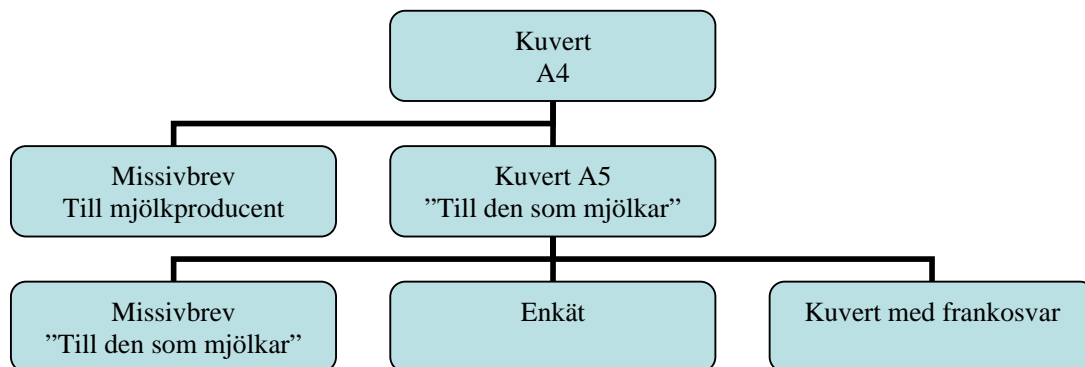 Kuvert
A4
Missivbrev
Till mjölkproducent
Kuvert A5
”Till den som mjölkar”
Missivbrev
”Till den som mjölkar”
Enkät
Kuvert med frankosvar